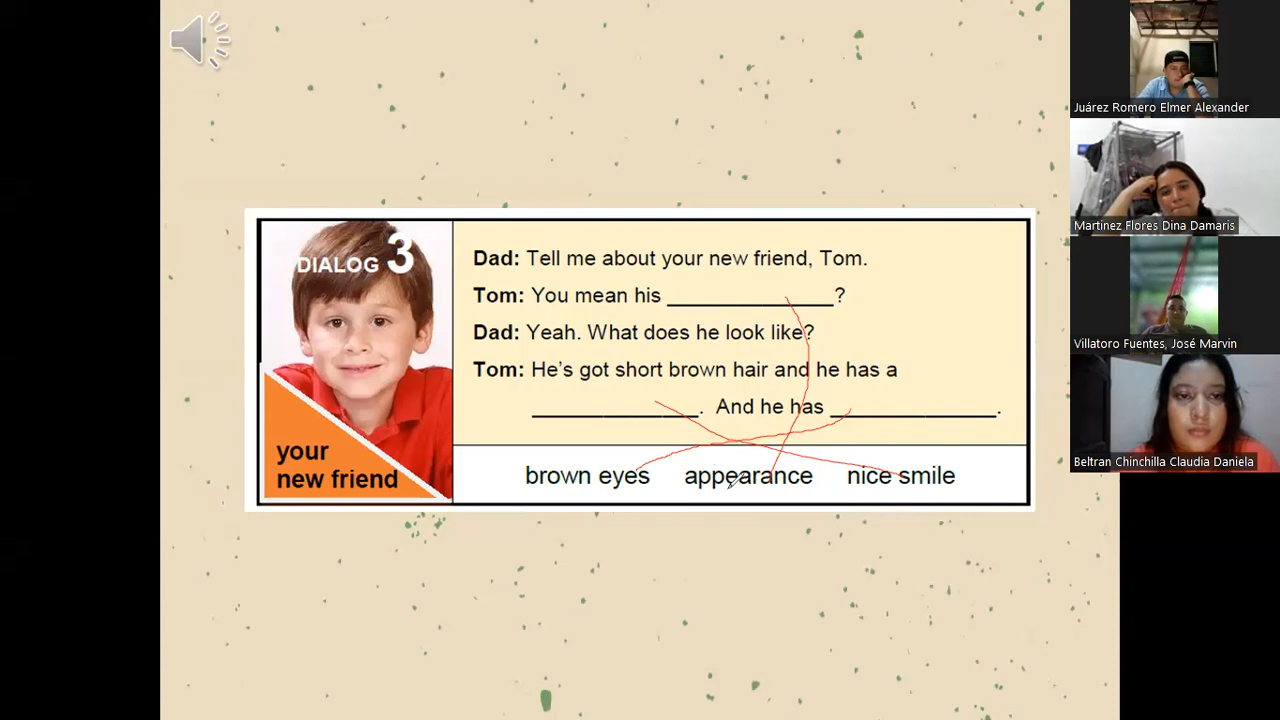 DIALOG 3
your
new friend
Dad: Tell me about your new friend, Tom.
Tom: You mean his ______________?
Dad: Yeah. What does he look like?
Tom: He's got short brown hair and he has a
______________. And he has ______________.
brown eyes appearance nice smile
Juárez Romero Elmer Alexander
Martinez Flores Dina Damaris
Villatoro Fuentes, José Marvin
Beltran Chinchilla Claudia Daniela